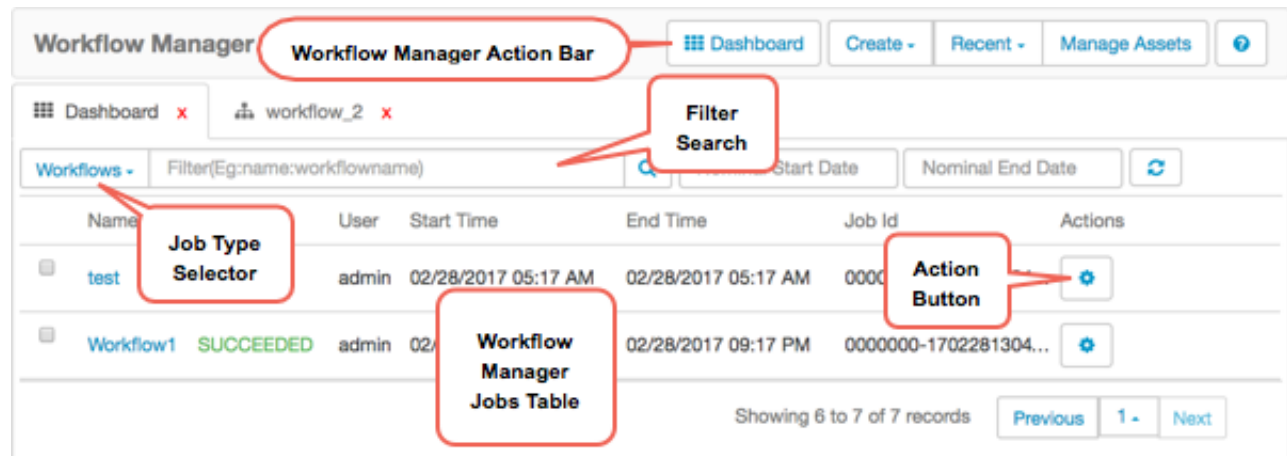 Workflow Manager
Workflow Manager Action Bar
Dashboard
Create
Recent
Manage Assets
Dashboard x
workflow_2 x
Filter
Search
Workflows
Filter(Eg:name:workflowname)
Start Date
Nominal End Date
Name
User
Start Time
End Time
Job Id
Actions
Job Type
Selector
test
admin
02/28/2017 05:17 AM
02/28/2017 05:17 AM
0000
Action
Button
Workflow1
SUCCEEDED
admin
02/
02/28/2017 09:17 PM
0000000-1702281304...
Workflow
Manager
Jobs Table
Showing 6 to 7 of 7 records
Previous
1
Next